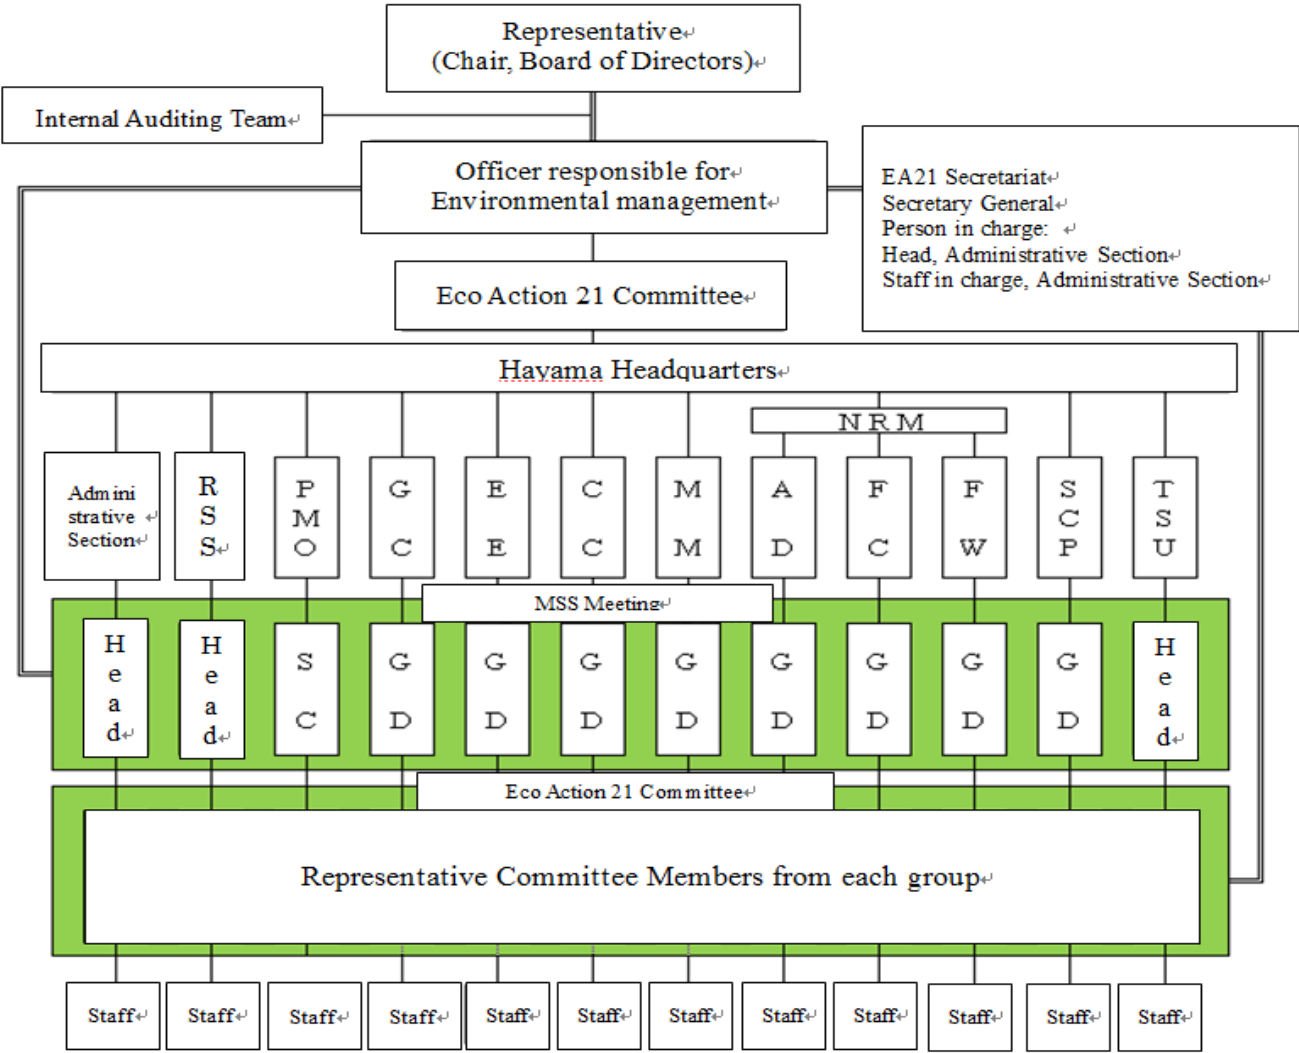 Representative
(Chair, Board of Directors)
Internal Auditing Team
Officer responsible for
Environmental management
EA21 Secretariat
Secretary General
Person in charge:
Head, Administrative Section
Staff in charge, Administrative Section
Eco Action 21 Committee
Hayama Headquarters
N R M
Admini
strative
Section
RSS
PMO
GC
EE
CC
MM
AD
FC
FW
SCP
TSU
MSS Meeting
Head
Head
SC
GD
GD
GD
GD
GD
GD
GD
GD
Head
Eco Action 21 Committee
Representative Committee Members from each group
Staff
Staff
Staff
Staff
Staff
Staff
Staff
Staff
Staff
Staff
Staff
Staff